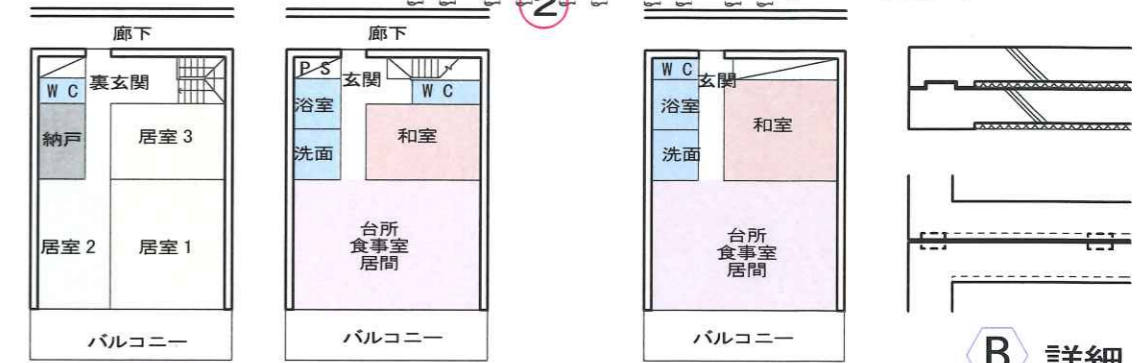 2
廊下
裏玄関
WC
納戸
居室3
居室2
居室1
バルコニー
廊下
PS
玄関
WC
浴室
和室
洗面
台所
食事室
居間
バルコニー
WC
玄関
浴室
和室
洗面
台所
食事室
居間
バルコニー
B 詳細